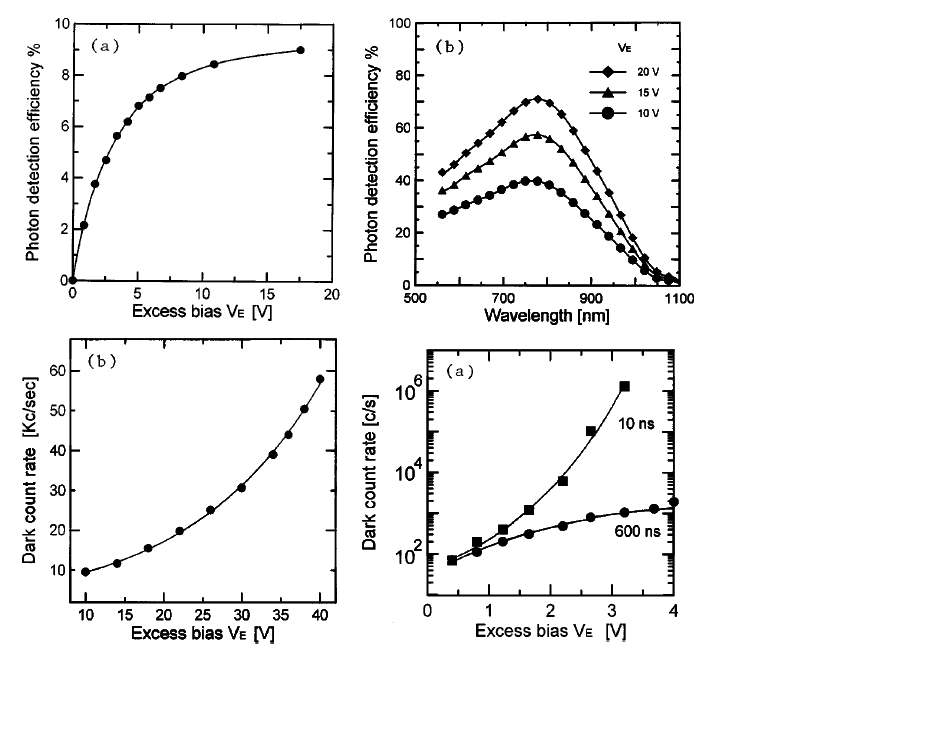 (a)
Photon detection efficiency %
10
8
6
4
2
0
0 5 10 15 20
Excess bias VE [V]
(b)
Photon detection efficiency %
100
80
60
40
20
0
VE
20 V
15 V
10 V
500 700 900 1100
Wavelength [nm]
(b)
Dark count rate [Kc/sec]
60
50
40
30
20
10
10 15 20 25 30 35 40
Excess bias VE [V]
(a)
Dark count rate [c/s]
10^6
10^4
10^2
10 ns
600 ns
0 1 2 3 4
Excess bias VE [V]